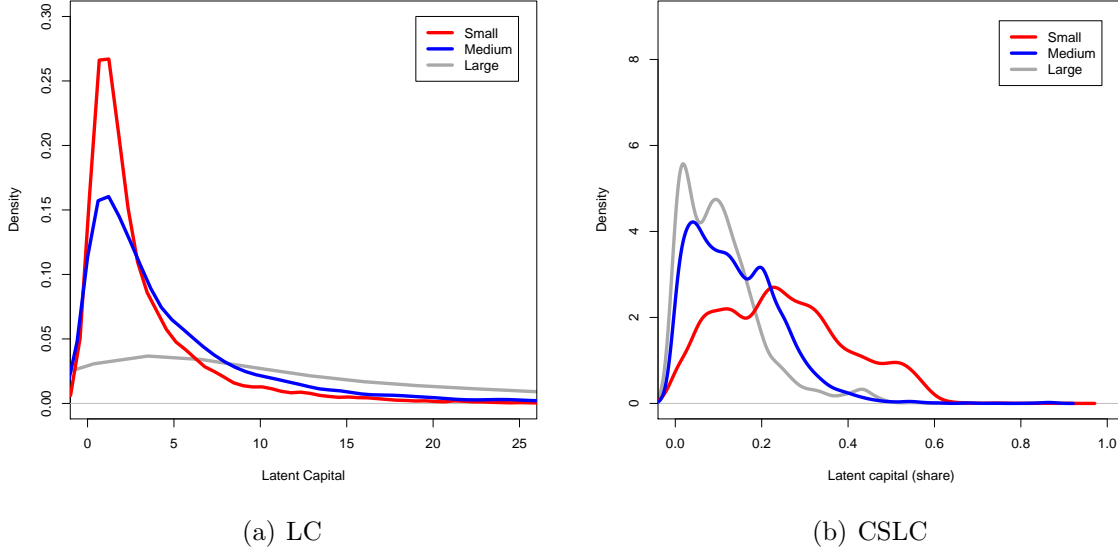 0.30
0.25
0.20
0.15
0.10
0.05
0.00
Density
0
5
10
15
20
25
Latent Capital
Small
Medium
Large
(a) LC
8
6
4
2
0
Density
0.0
0.2
0.4
0.6
0.8
1.0
Latent capital (share)
Small
Medium
Large
(b) CSLC